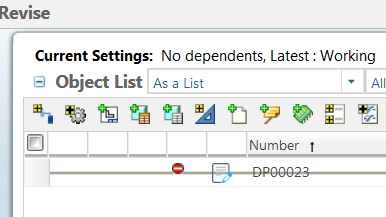 Revise
Current Settings: No dependents, Latest : Working
Object List As a List All
Number
DP00023